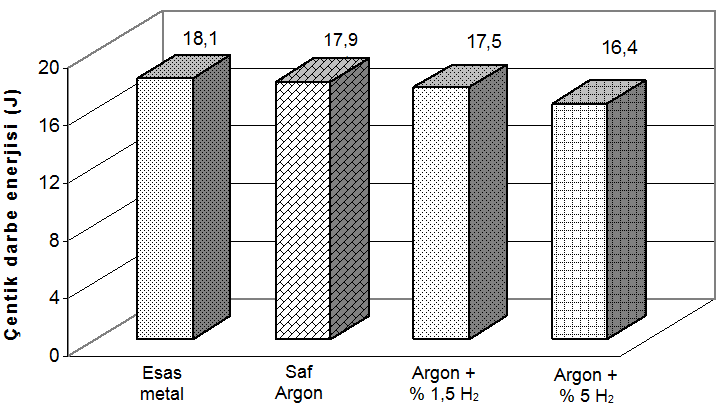 18,1
17,9
17,5
16,4
20
16
12
8
4
0
Çentik darbe enerjisi (J)
Esas
metal
Saf
Argon
Argon +
% 1,5 H₂
Argon +
% 5 H₂